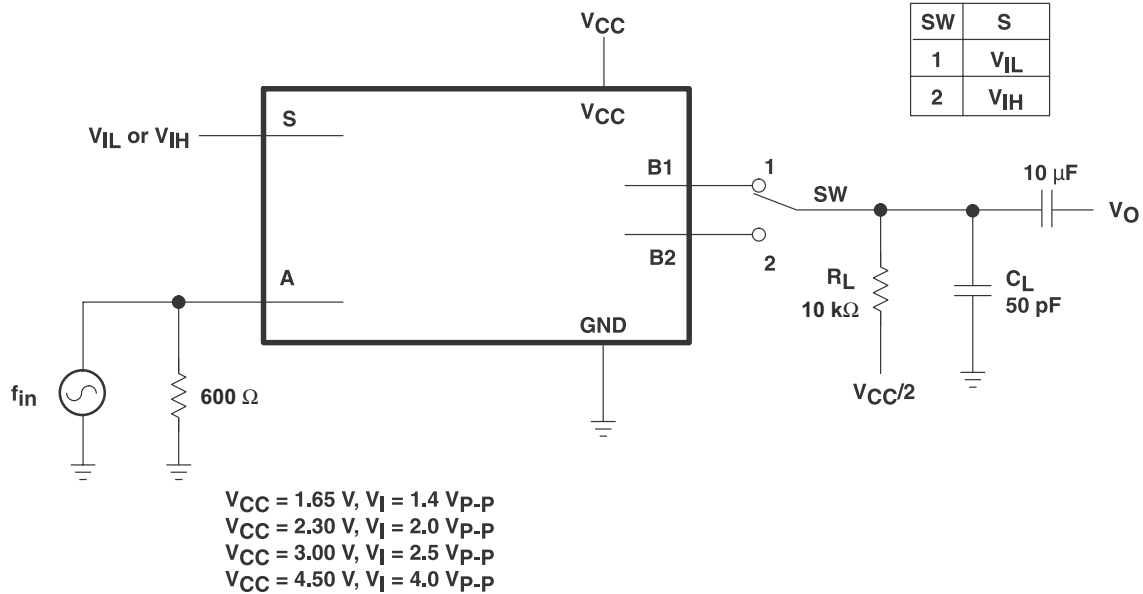 VCC
SW S
1 VIL
2 VIH
VCC
S
VIL or VIH
B1
1
SW
10 µF
VO
B2
2
A
RL
10 kΩ
CL
50 pF
GND
fin
600 Ω
VCC/2
VCC = 1.65 V, VI = 1.4 VP-P
VCC = 2.30 V, VI = 2.0 VP-P
VCC = 3.00 V, VI = 2.5 VP-P
VCC = 4.50 V, VI = 4.0 VP-P